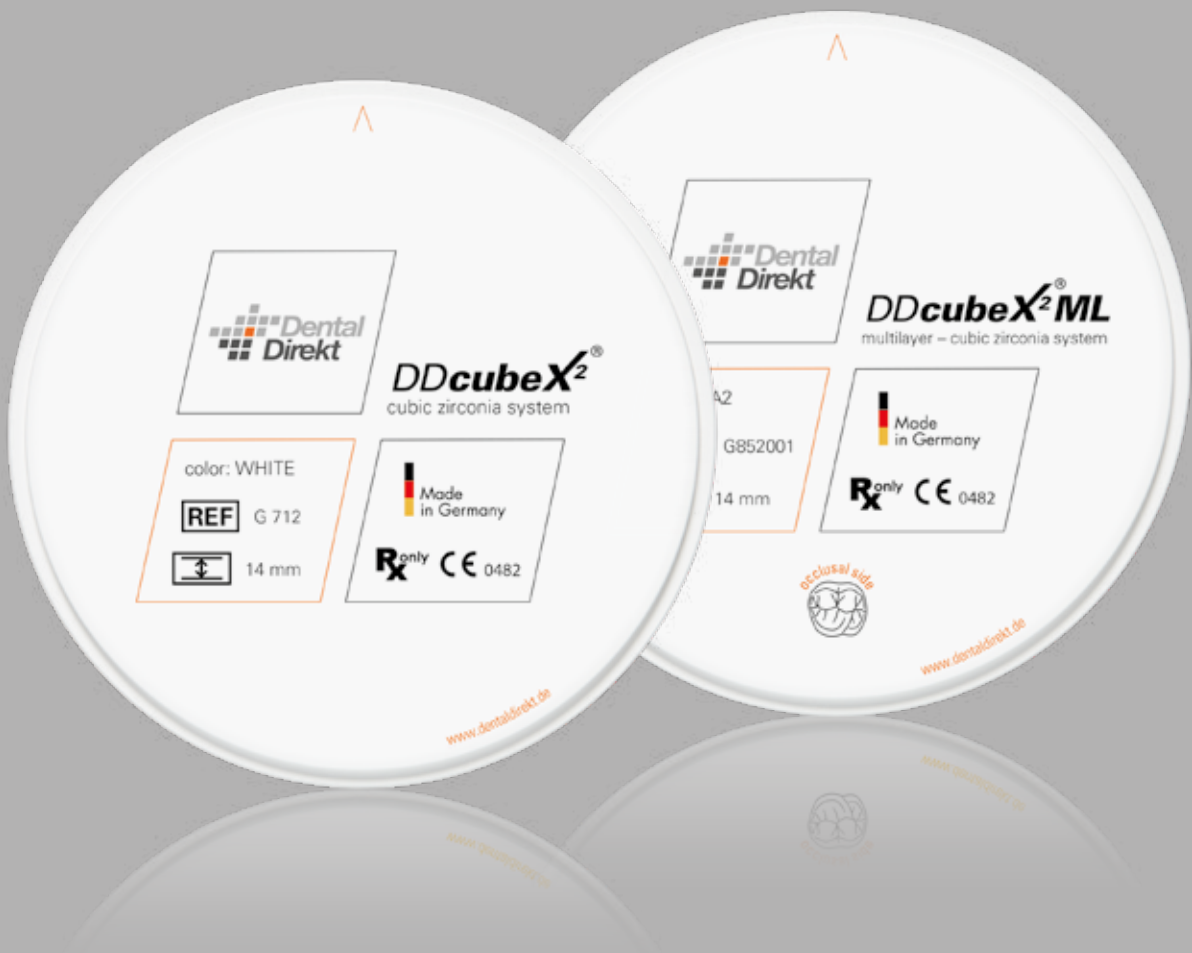 Dental
Direkt
DDcubeX²®
cubic zirconia system
color: WHITE
REF G 712
14 mm
Made
in Germany
Rx only CE 0482
www.dentaldirekt.de
Dental
Direkt
DDcubeX²® ML
multilayer – cubic zirconia system
A2
G852001
14 mm
Made
in Germany
Rx only CE 0482
occlusal side
www.dentaldirekt.de